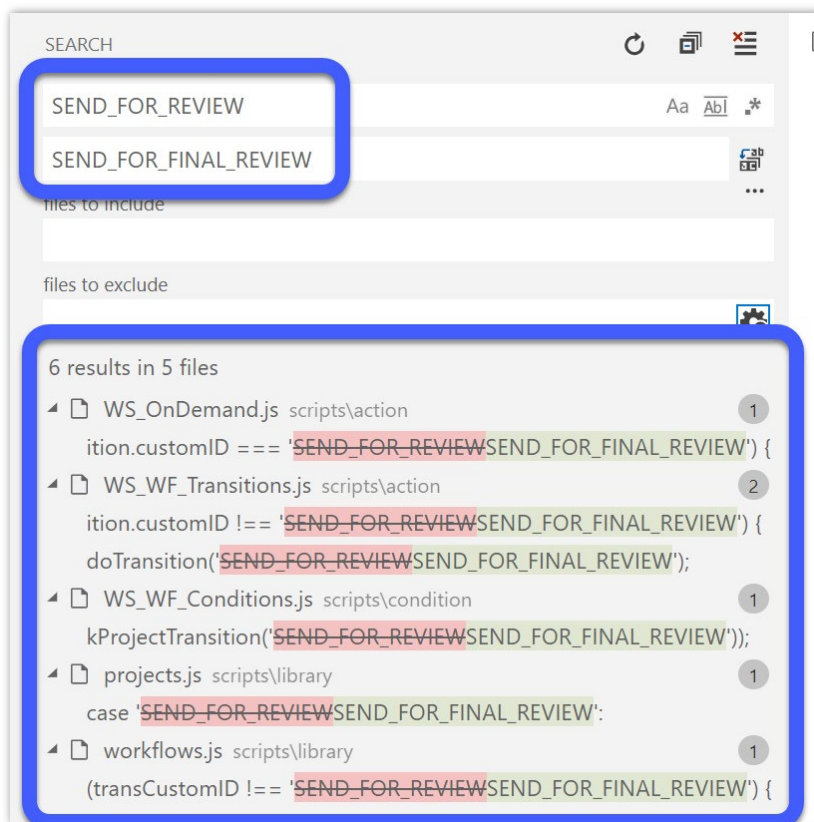 SEARCH
SEND_FOR_REVIEW Aa Abl .*
SEND_FOR_FINAL_REVIEW
files to include
files to exclude
6 results in 5 files
WS_OnDemand.js scripts\action 1
ition.customID === 'SEND_FOR_REVIEWSEND_FOR_FINAL_REVIEW') {
WS_WF_Transitions.js scripts\action 2
ition.customID !== 'SEND_FOR_REVIEWSEND_FOR_FINAL_REVIEW') {
doTransition('SEND_FOR_REVIEWSEND_FOR_FINAL_REVIEW');
WS_WF_Conditions.js scripts\condition 1
kProjectTransition('SEND_FOR_REVIEWSEND_FOR_FINAL_REVIEW'));
projects.js scripts\library 1
case 'SEND_FOR_REVIEWSEND_FOR_FINAL_REVIEW':
workflows.js scripts\library 1
(transCustomID !== 'SEND_FOR_REVIEWSEND_FOR_FINAL_REVIEW') {